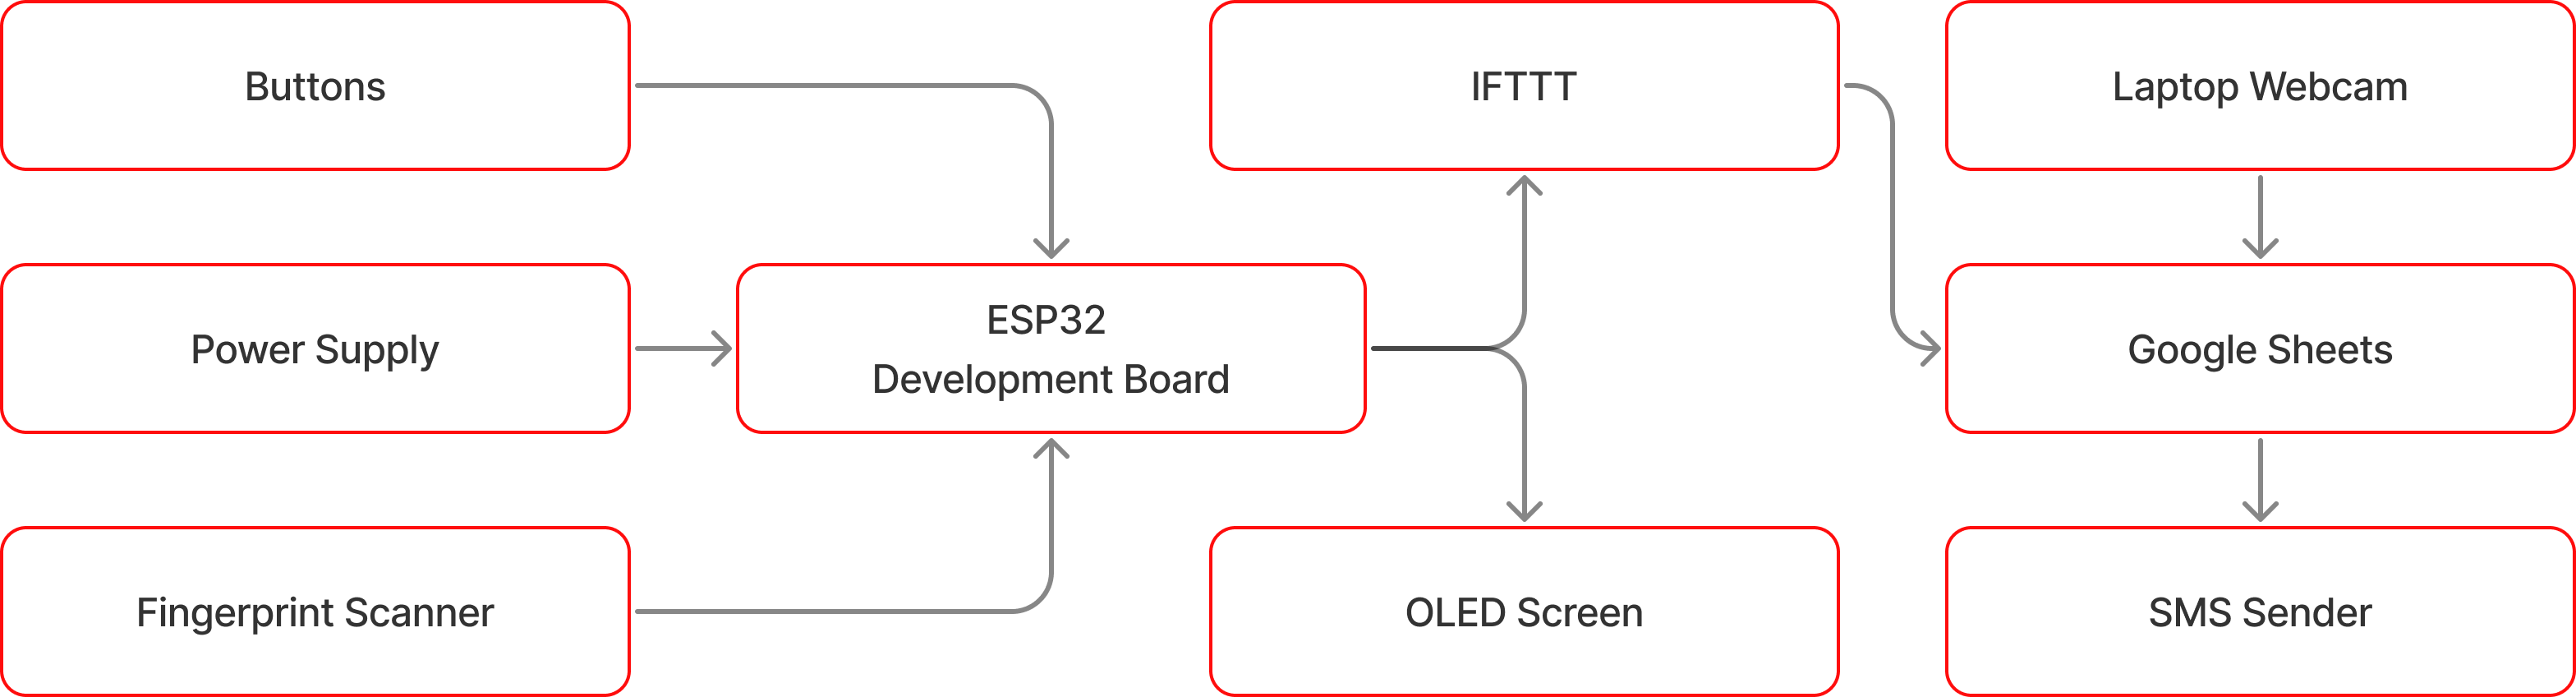 Buttons
IFTTT
Laptop Webcam
Power Supply
ESP32
Development Board
Google Sheets
Fingerprint Scanner
OLED Screen
SMS Sender